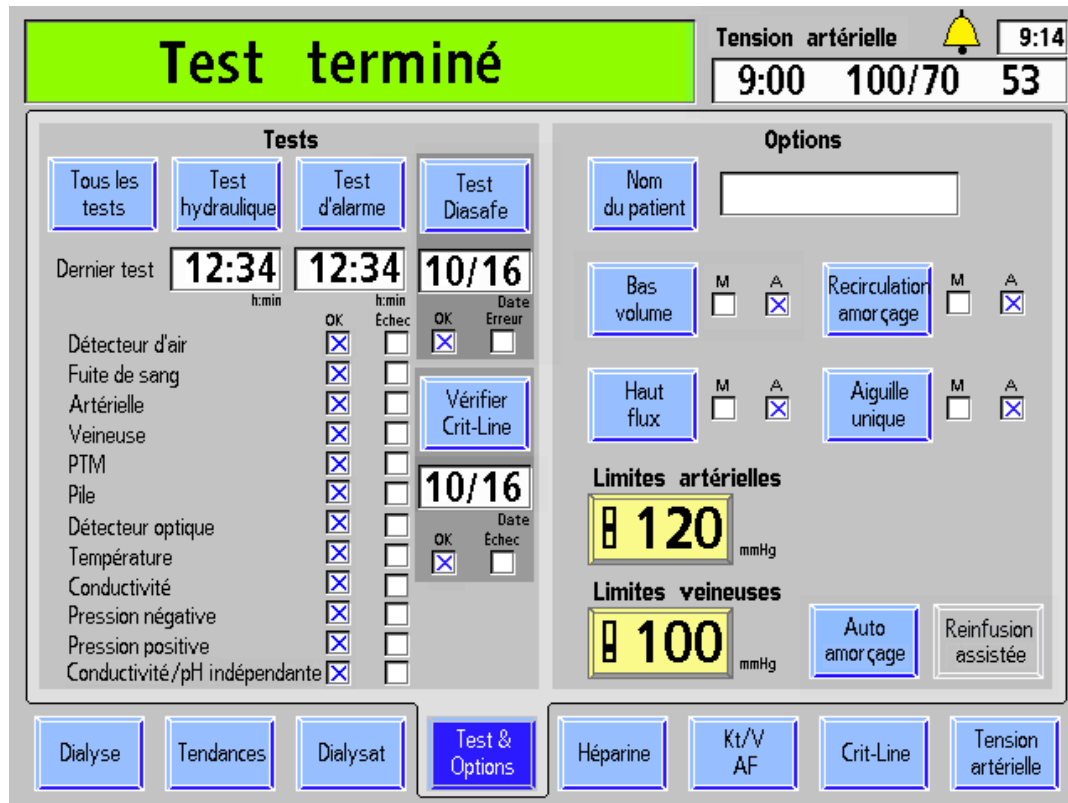 Test terminé
Tension artérielle 9:14
9:00 100/70 53
Tests
Tous les tests
Test hydraulique
Test d'alarme
Test Diasafe
Dernier test 12:34 12:34 10/16
h:min h:min Date
OK Échec OK Erreur
Détecteur d'air
Fuite de sang
Artérielle
Veineuse
PTM
Pile
Détecteur optique
Température
Conductivité
Pression négative
Pression positive
Conductivité/pH indépendante
Vérifier Crit-Line
10/16
Date
OK Échec
Options
Nom du patient
Bas volume M A
Recirculation amorçage M A
Haut flux M A
Aiguille unique M A
Limites artérielles
120 mmHg
Limites veineuses
100 mmHg
Auto amorçage
Reinfusion assistée
Dialyse
Tendances
Dialysat
Test & Options
Héparine
Kt/V AF
Crit-Line
Tension artérielle